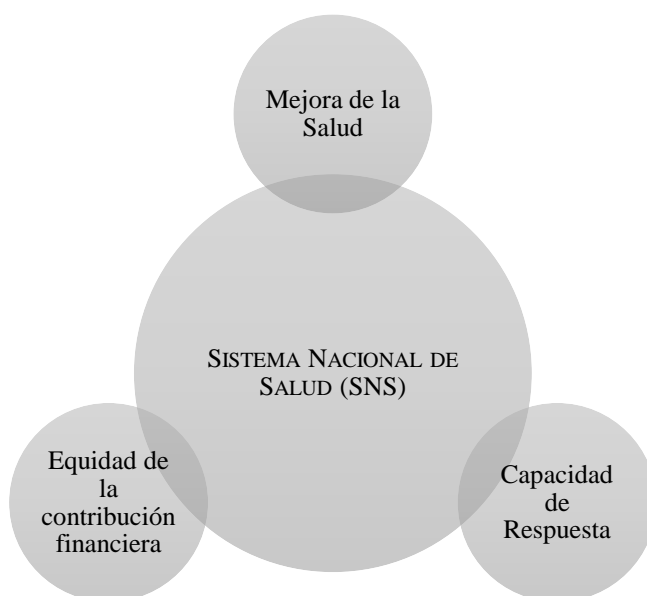 Mejora de la
Salud
SISTEMA NACIONAL DE
SALUD (SNS)
Equidad de
la
contribución
financiera
Capacidad
de
Respuesta